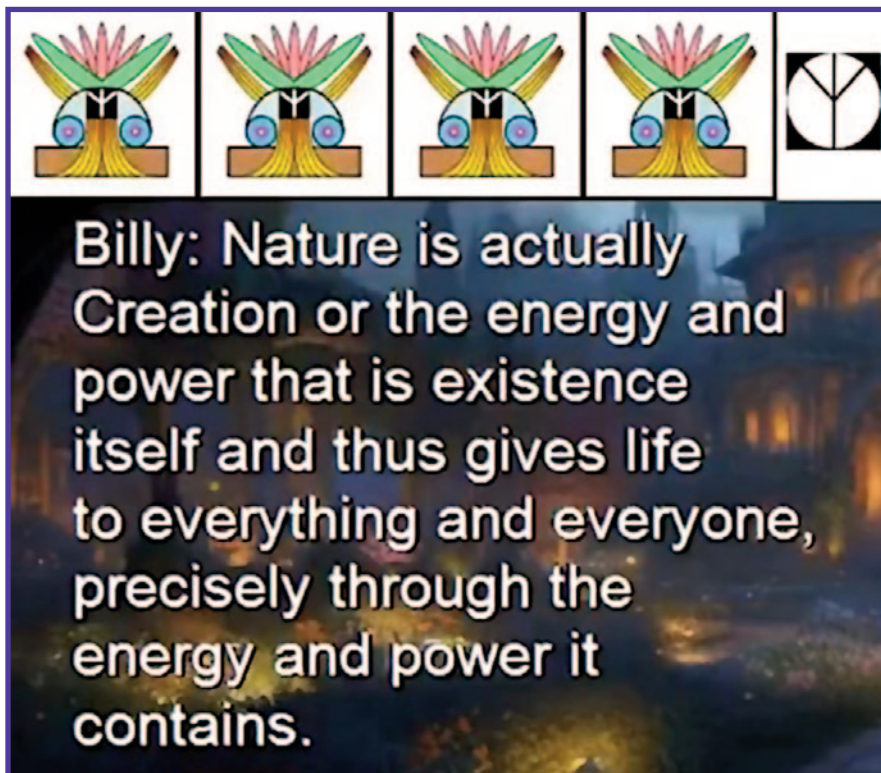 Billy: Nature is actually
Creation or the energy and
power that is existence
itself and thus gives life
to everything and everyone,
precisely through the
energy and power it
contains.